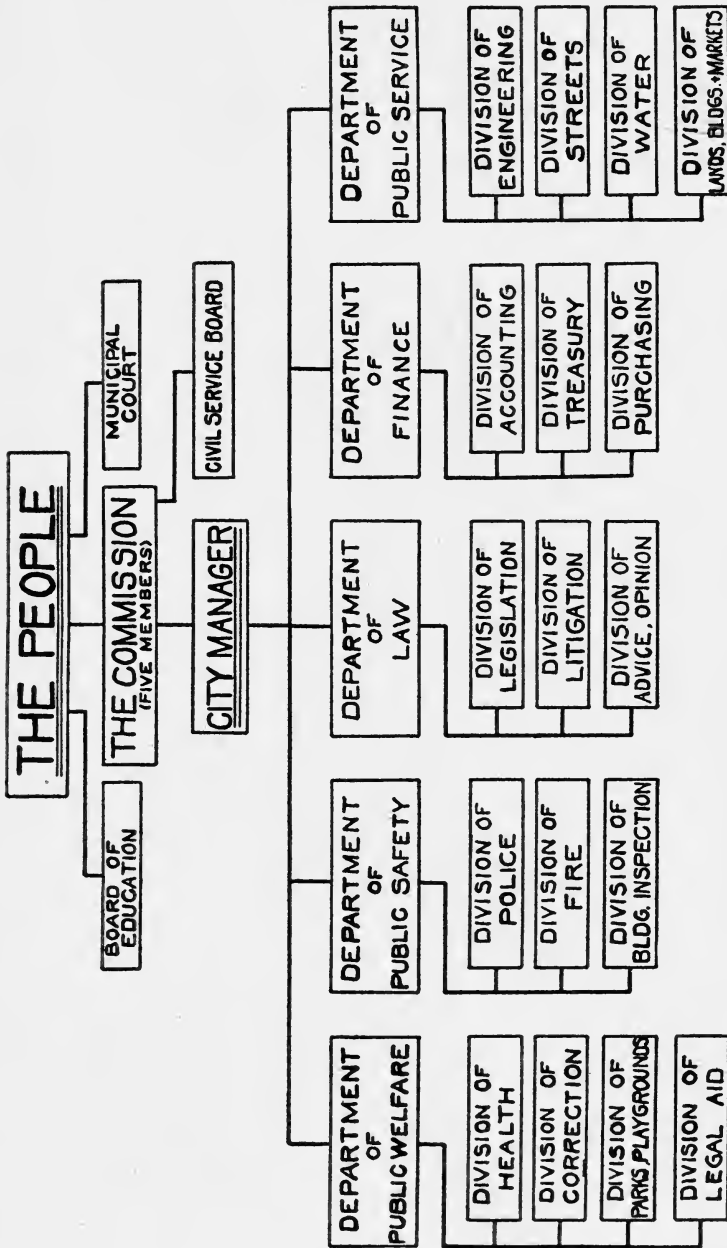 THE PEOPLE
BOARD OF
EDUCATION
THE COMMISSION
(FIVE MEMBERS)
MUNICIPAL
COURT
CITY MANAGER
CIVIL SERVICE BOARD
DEPARTMENT
OF
PUBLIC WELFARE
DIVISION OF
HEALTH
DIVISION OF
CORRECTION
DIVISION OF
PARKS, PLAYGROUNDS
DIVISION OF
LEGAL AID
DEPARTMENT
OF
PUBLIC SAFETY
DIVISION OF
POLICE
DIVISION OF
FIRE
DIVISION OF
BLDG. INSPECTION
DEPARTMENT
OF
LAW
DIVISION OF
LEGISLATION
DIVISION OF
LITIGATION
DIVISION OF
ADVICE, OPINION
DEPARTMENT
OF
FINANCE
DIVISION OF
ACCOUNTING
DIVISION OF
TREASURY
DIVISION OF
PURCHASING
DEPARTMENT
OF
PUBLIC SERVICE
DIVISION OF
ENGINEERING
DIVISION OF
STREETS
DIVISION OF
WATER
DIVISION OF
LANDS, BLDGS. + MARKETS